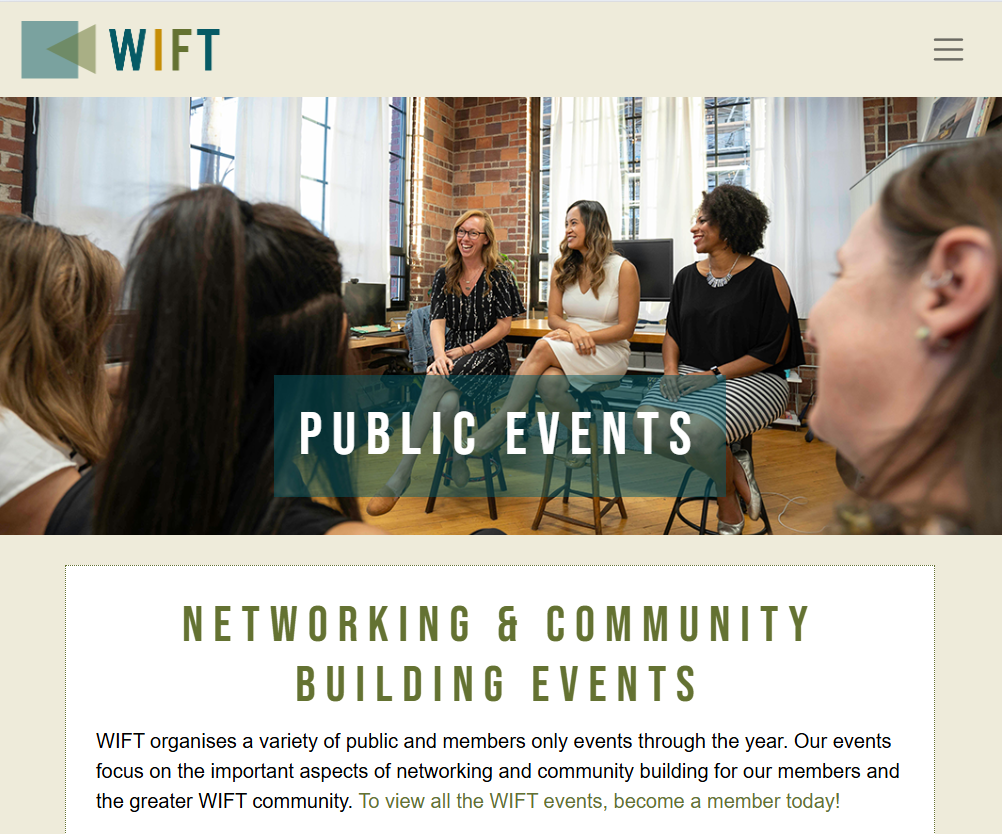 WIFT
PUBLIC EVENTS
NETWORKING & COMMUNITY
BUILDING EVENTS
WIFT organises a variety of public and members only events through the year. Our events
focus on the important aspects of networking and community building for our members and
the greater WIFT community. To view all the WIFT events, become a member today!